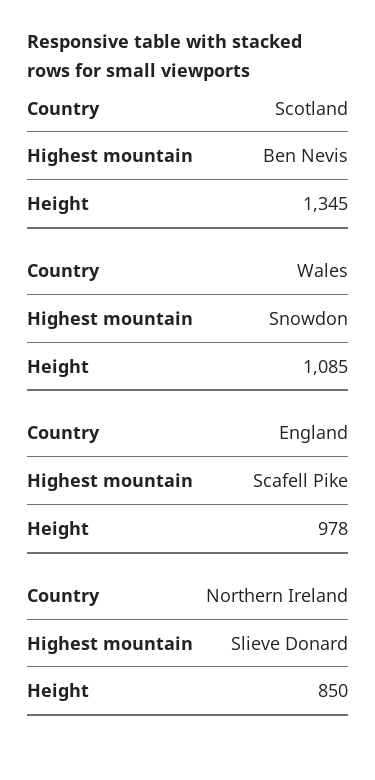 Responsive table with stacked
rows for small viewports
Country Scotland
Highest mountain Ben Nevis
Height 1,345
Country Wales
Highest mountain Snowdon
Height 1,085
Country England
Highest mountain Scafell Pike
Height 978
Country Northern Ireland
Highest mountain Slieve Donard
Height 850